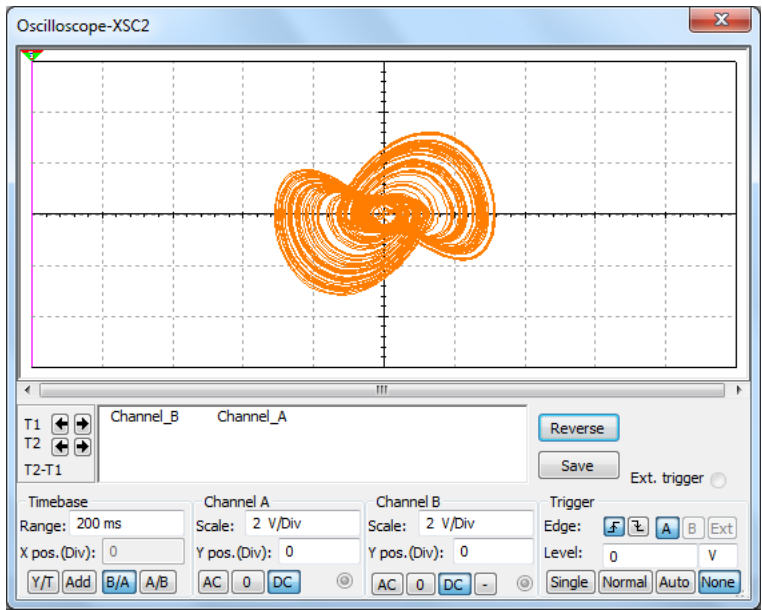 Oscilloscope-XSC2
T1
T2
T2-T1
Channel_B Channel_A
Reverse
Save
Ext. trigger
Timebase
Range: 200 ms
X pos.(Div): 0
Y/T Add B/A A/B
Channel A
Scale: 2 V/Div
Y pos.(Div): 0
AC 0 DC
Channel B
Scale: 2 V/Div
Y pos.(Div): 0
AC 0 DC -
Trigger
Edge: A B Ext
Level: 0 V
Single Normal Auto None